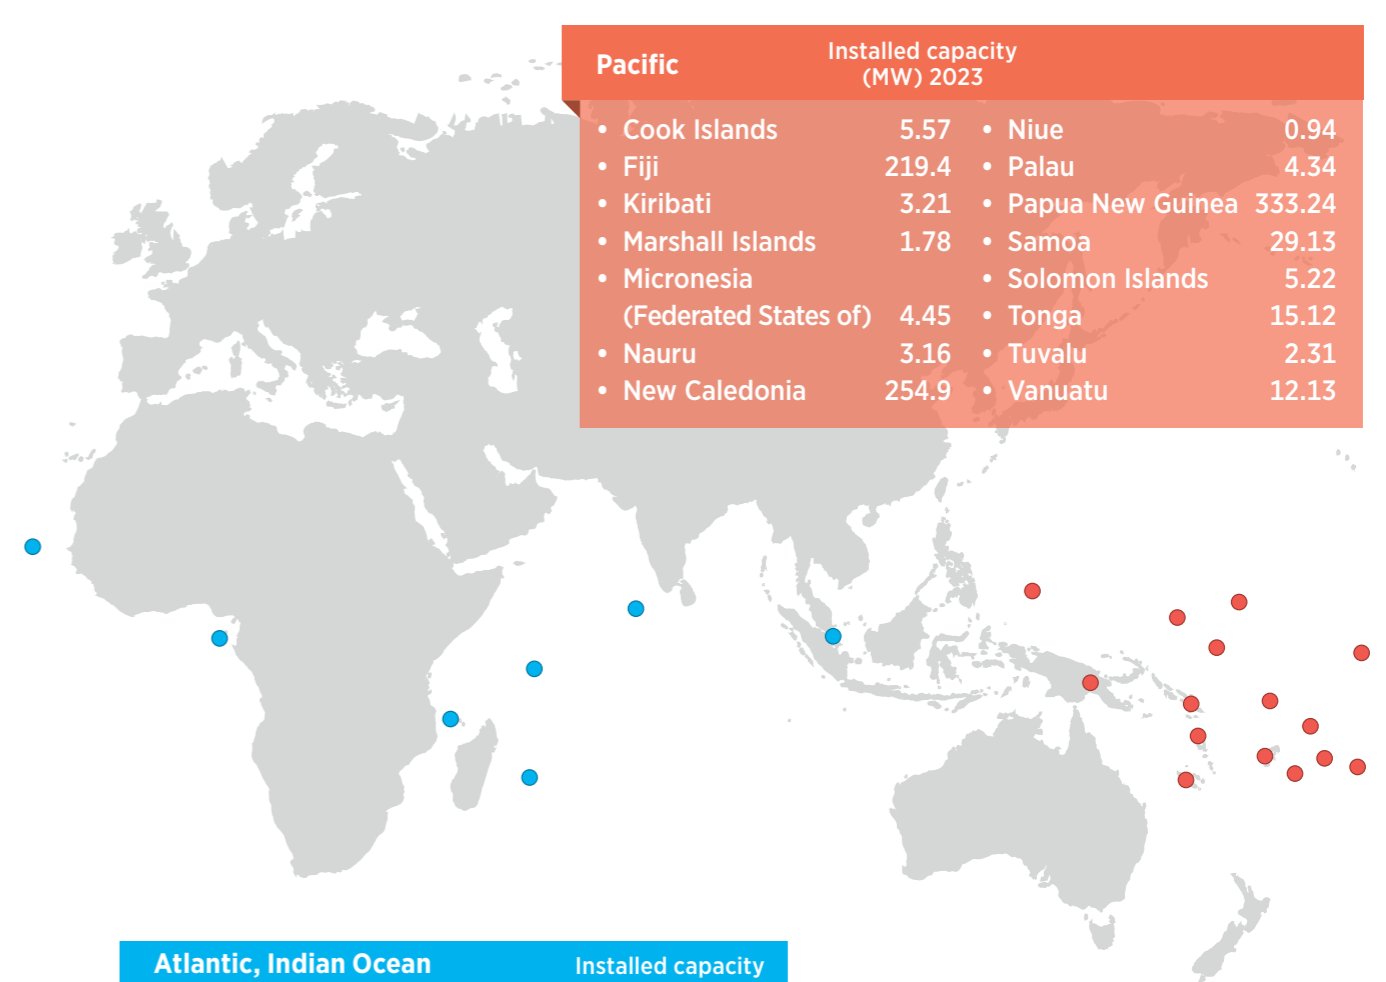 Pacific
Installed capacity
(MW) 2023
• Cook Islands 5.57
• Fiji 219.4
• Kiribati 3.21
• Marshall Islands 1.78
• Micronesia
(Federated States of) 4.45
• Nauru 3.16
• New Caledonia 254.9
• Niue 0.94
• Palau 4.34
• Papua New Guinea 333.24
• Samoa 29.13
• Solomon Islands 5.22
• Tonga 15.12
• Tuvalu 2.31
• Vanuatu 12.13
Atlantic, Indian Ocean Installed capacity